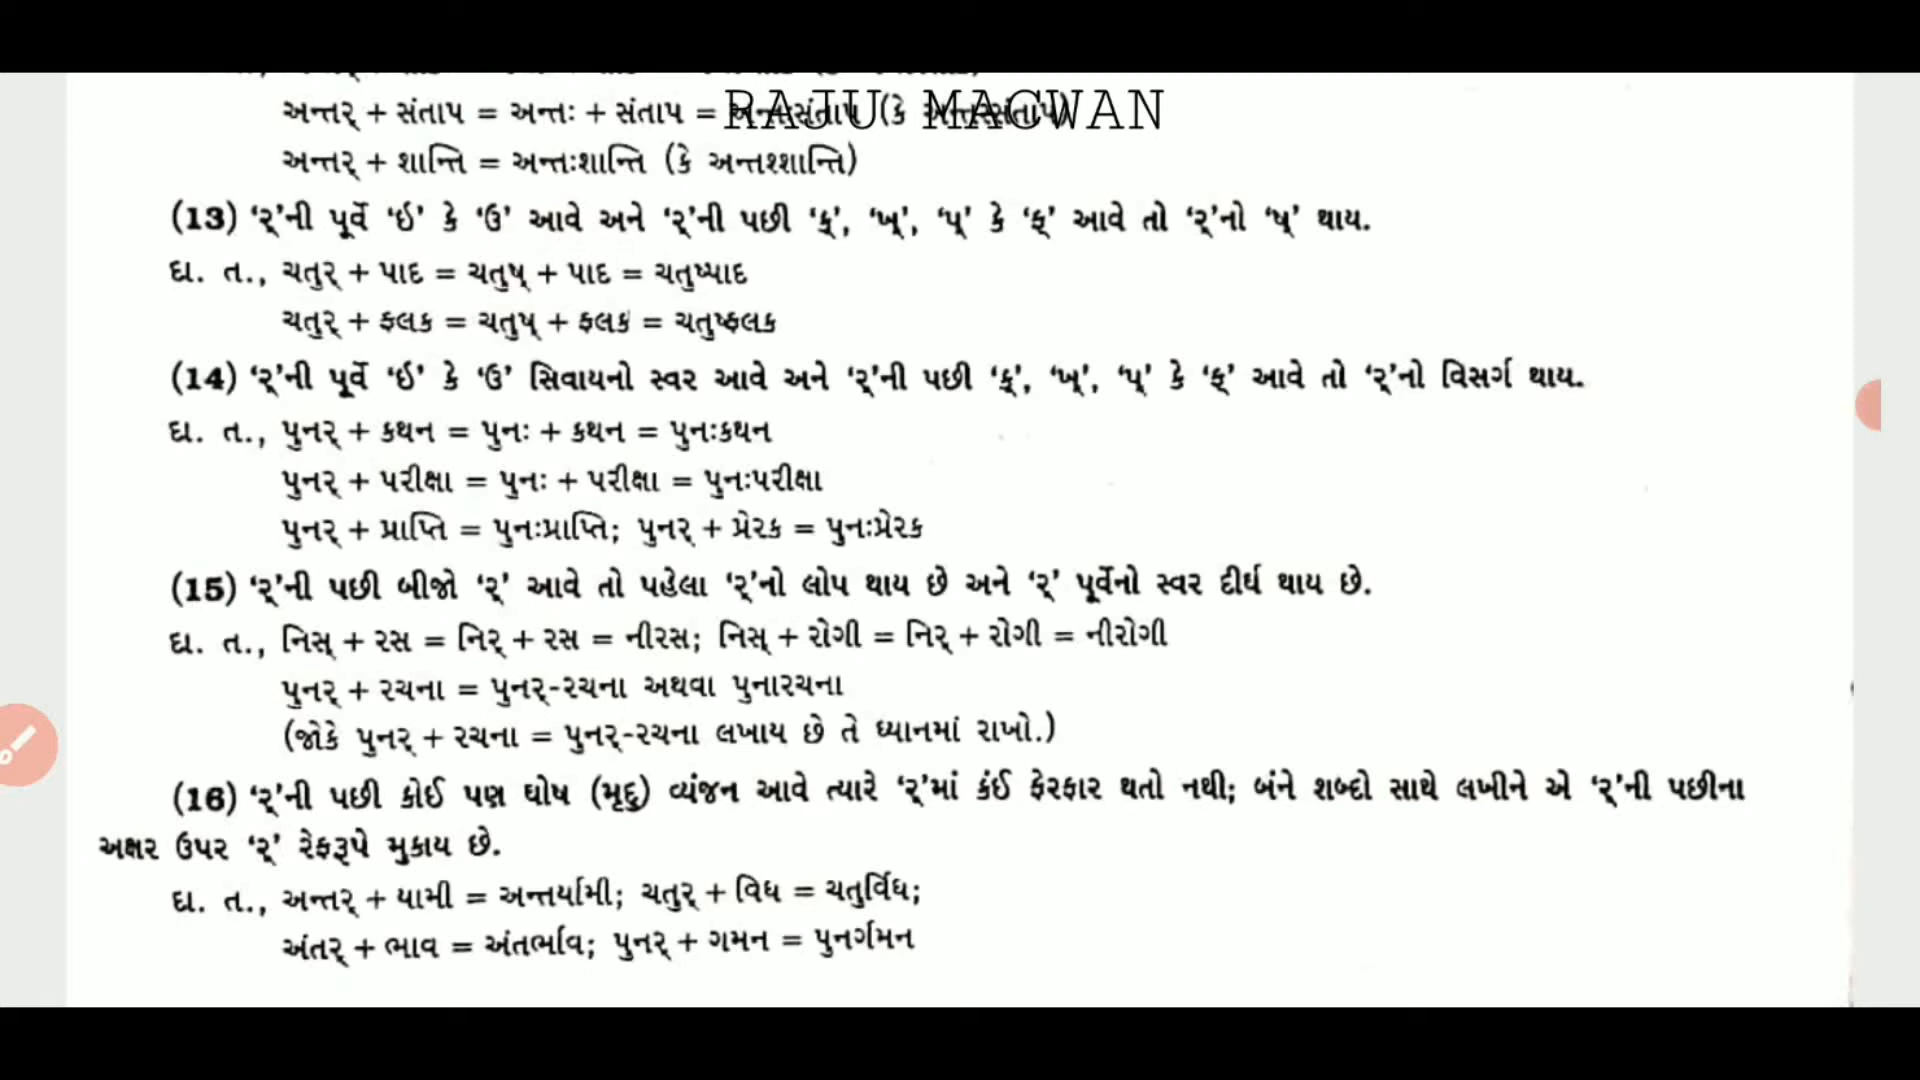 RAJU MACWAN
અન્તર્ + સંતાપ = અન્તઃ + સંતાપ = અન્તઃસંતાપ (કે અન્તસ્સંતાપ)
અન્તર્ + શાન્તિ = અન્તઃશાન્તિ (કે અન્તશ્શાન્તિ)
(13) ‘ર્’ની પૂર્વે ‘ઇ’ કે ‘ઉ’ આવે અને ‘ર્’ની પછી ‘ક્’, ‘ખ્’, ‘પ્’ કે ‘ફ્’ આવે તો ‘ર્’નો ‘ષ્’ થાય.
દા. ત., ચતુર્ + પાદ = ચતુષ્ + પાદ = ચતુષ્પાદ
ચતુર્ + ફલક = ચતુષ્ + ફલક = ચતુષ્ફલક
(14) ‘ર્’ની પૂર્વે ‘ઇ’ કે ‘ઉ’ સિવાયનો સ્વર આવે અને ‘ર્’ની પછી ‘ક્’, ‘ખ્’, ‘પ્’ કે ‘ફ્’ આવે તો ‘ર્’નો વિસર્ગ થાય.
દા. ત., પુનર્ + કથન = પુનઃ + કથન = પુનઃકથન
પુનર્ + પરીક્ષા = પુનઃ + પરીક્ષા = પુનઃપરીક્ષા
પુનર્ + પ્રાપ્તિ = પુનઃપ્રાપ્તિ; પુનર્ + પ્રેરક = પુનઃપ્રેરક
(15) ‘ર્’ની પછી બીજો ‘ર્’ આવે તો પહેલા ‘ર્’નો લોપ થાય છે અને ‘ર્’ પૂર્વેનો સ્વર દીર્ઘ થાય છે.
દા. ત., નિસ્ + રસ = નિર્ + રસ = નીરસ; નિસ્ + રોગી = નિર્ + રોગી = નીરોગી
પુનર્ + રચના = પુનર્-રચના અથવા પુનારચના
(જોકે પુનર્ + રચના = પુનર્-રચના લખાય છે તે ધ્યાનમાં રાખો.)
(16) ‘ર્’ની પછી કોઈ પણ ઘોષ (મૃદુ) વ્યંજન આવે ત્યારે ‘ર્’માં કંઈ ફેરફાર થતો નથી; બંને શબ્દો સાથે લખીને એ ‘ર્’ની પછીના
અક્ષર ઉપર ‘ર્’ રેફરૂપે મુકાય છે.
દા. ત., અન્તર્ + યામી = અન્તર્યામી; ચતુર્ + વિધ = ચતુર્વિધ;
અંતર્ + ભાવ = અંતર્ભાવ; પુનર્ + ગમન = પુનર્ગમન